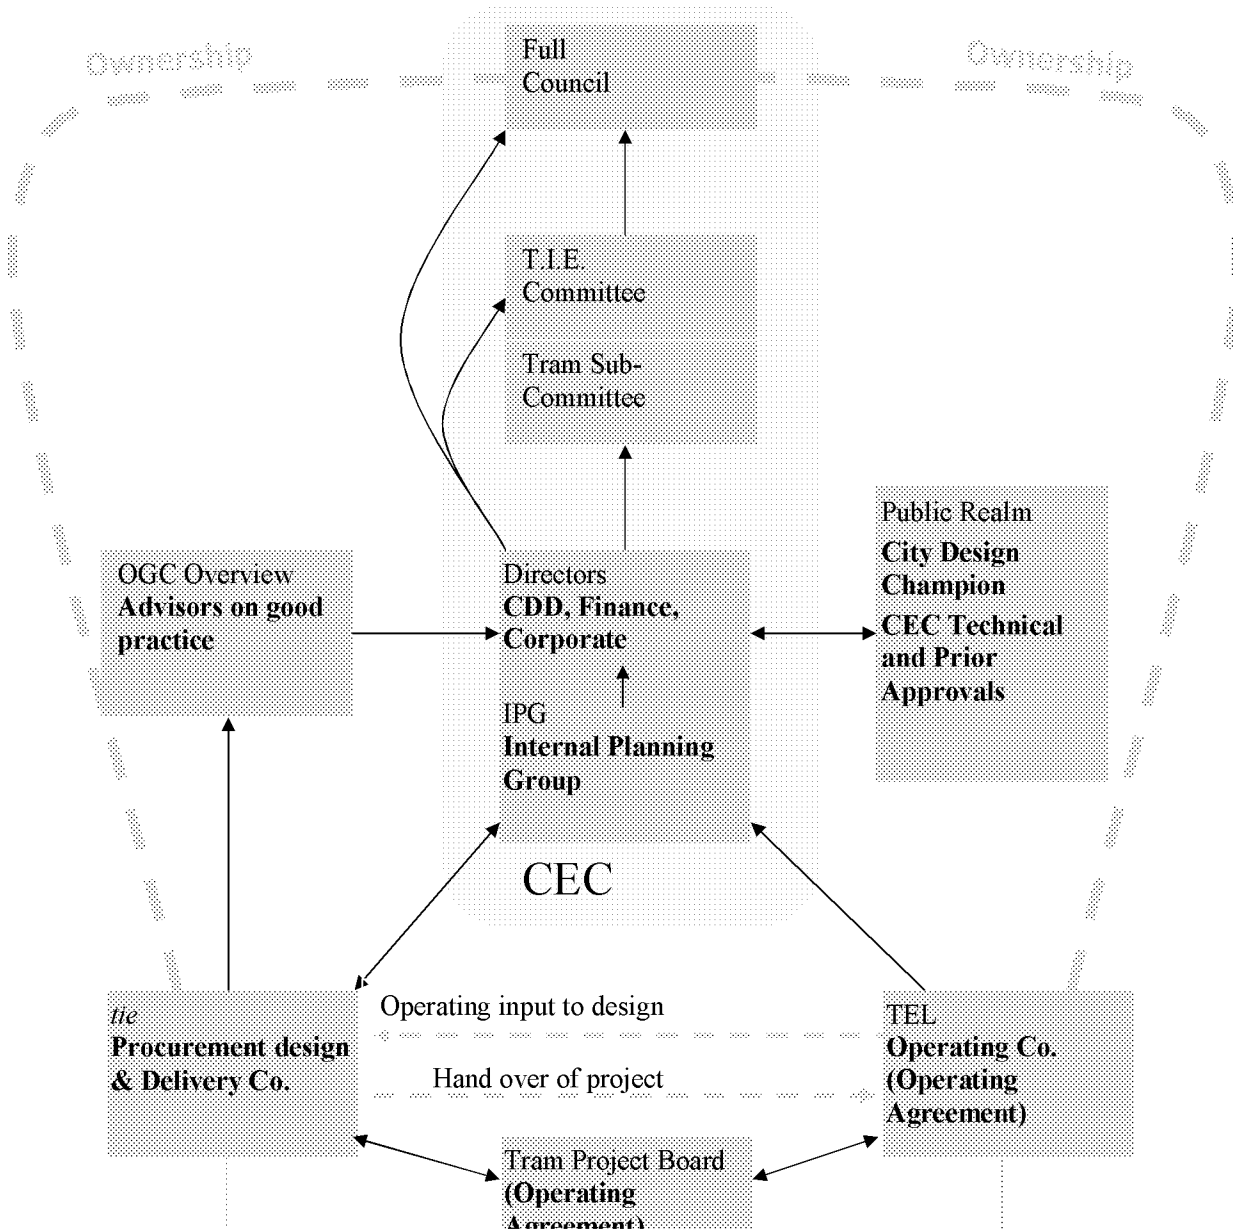 Ownership
Ownership
Full
Council
T.I.E.
Committee
Tram Sub-
Committee
Public Realm
City Design
Champion
CEC Technical
and Prior
Approvals
OGC Overview
Advisors on good
practice
Directors
CDD, Finance,
Corporate
IPG
Internal Planning
Group
CEC
tie
Procurement design
& Delivery Co.
Operating input to design
Hand over of project
TEL
Operating Co.
(Operating
Agreement)
Tram Project Board
(Operating
Agreement)